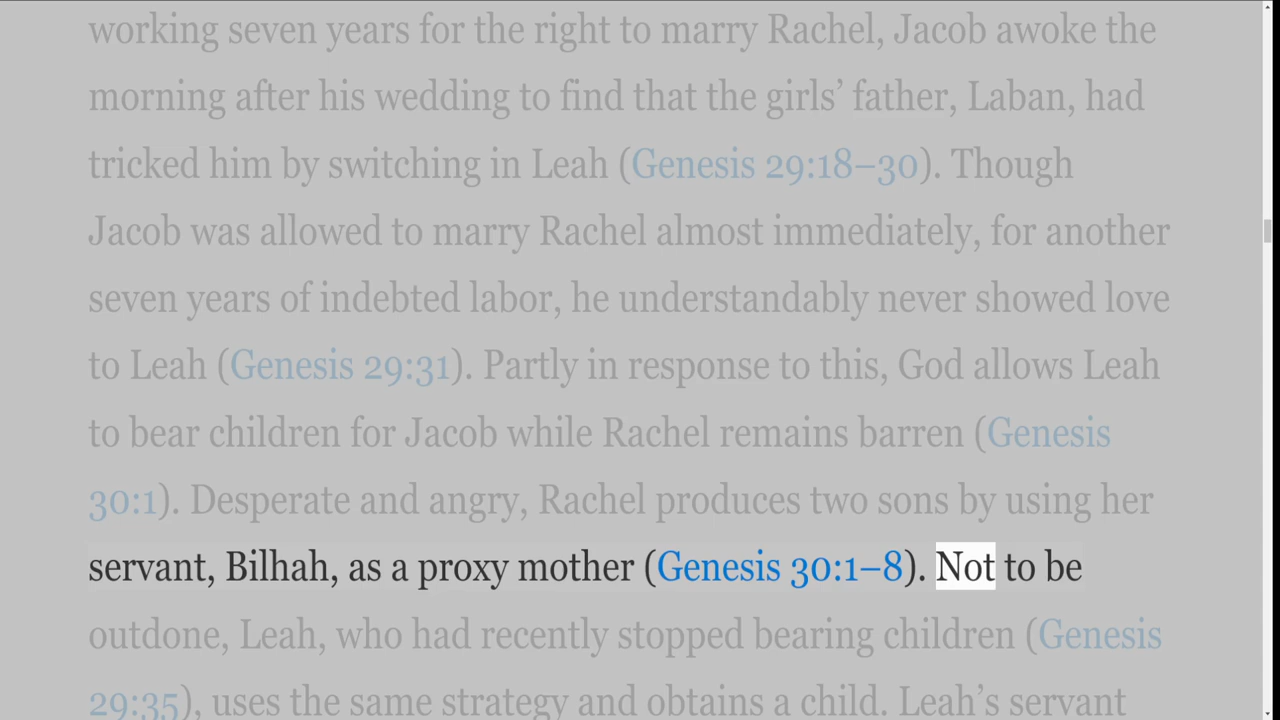 working seven years for the right to marry Rachel, Jacob awoke the
morning after his wedding to find that the girls’ father, Laban, had
tricked him by switching in Leah (Genesis 29:18–30). Though
Jacob was allowed to marry Rachel almost immediately, for another
seven years of indebted labor, he understandably never showed love
to Leah (Genesis 29:31). Partly in response to this, God allows Leah
to bear children for Jacob while Rachel remains barren (Genesis
30:1). Desperate and angry, Rachel produces two sons by using her
servant, Bilhah, as a proxy mother (Genesis 30:1–8). Not to be
outdone, Leah, who had recently stopped bearing children (Genesis
29:35), uses the same strategy and obtains a child. Leah’s servant